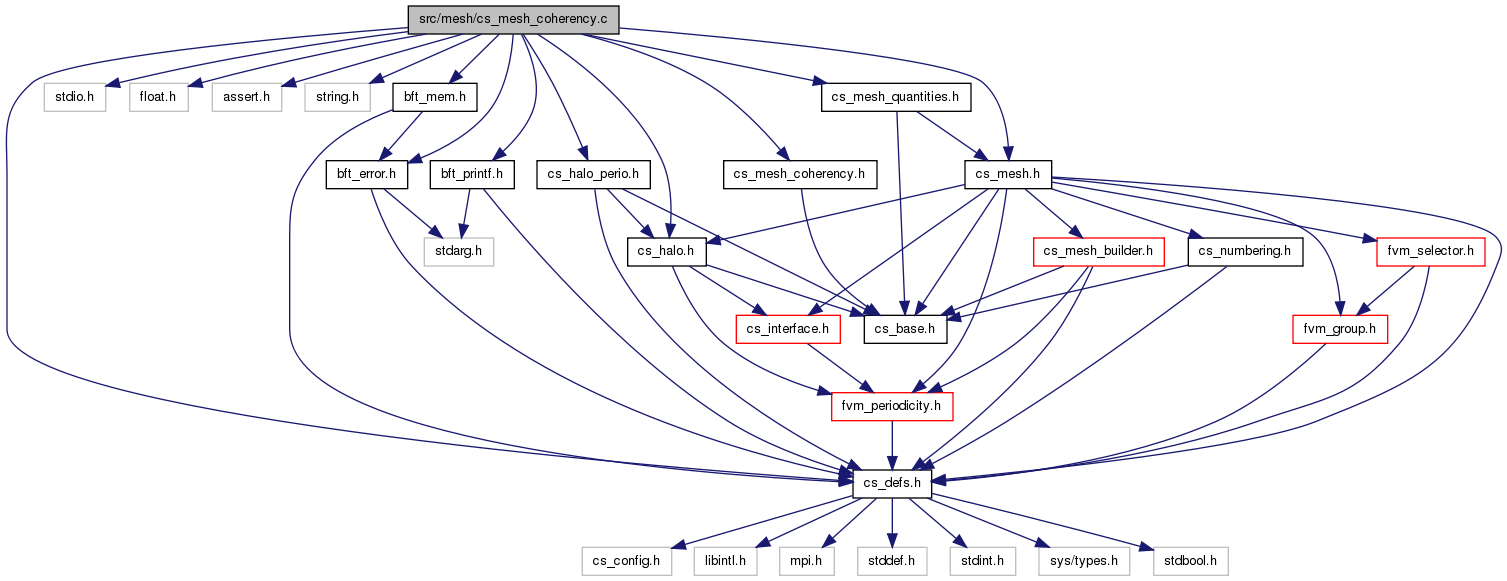 src/mesh/cs_mesh_coherency.c
stdio.h
float.h
assert.h
string.h
bft_mem.h
cs_mesh_quantities.h
bft_error.h
bft_printf.h
cs_halo_perio.h
cs_mesh_coherency.h
cs_mesh.h
stdarg.h
cs_halo.h
cs_mesh_builder.h
cs_numbering.h
fvm_selector.h
cs_interface.h
cs_base.h
fvm_group.h
fvm_periodicity.h
cs_defs.h
cs_config.h
libintl.h
mpi.h
stddef.h
stdint.h
sys/types.h
stdbool.h